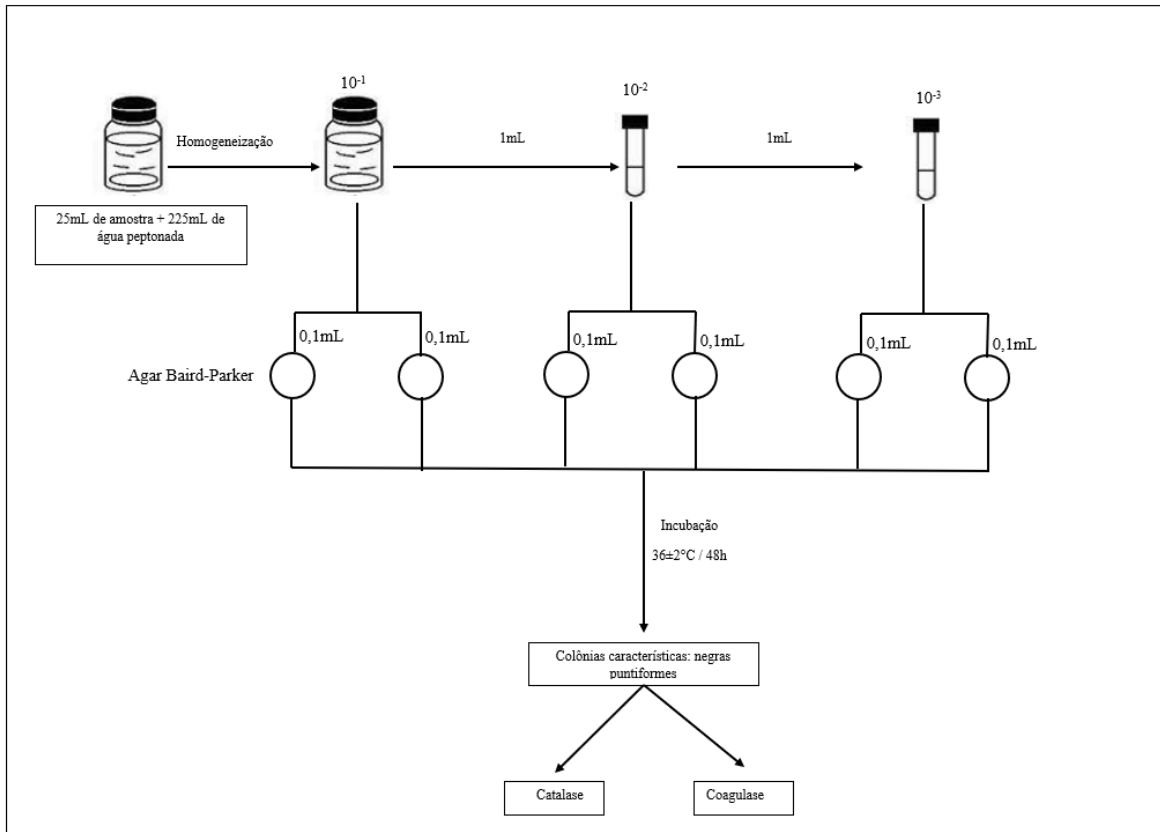 10⁻¹
10⁻²
10⁻³
Homogeneização
1mL
1mL
25mL de amostra + 225mL de
água peptonada
0,1mL
0,1mL
0,1mL
0,1mL
0,1mL
0,1mL
Agar Baird-Parker
Incubação
36±2°C / 48h
Colônias características: negras
puntiformes
Catalase
Coagulase